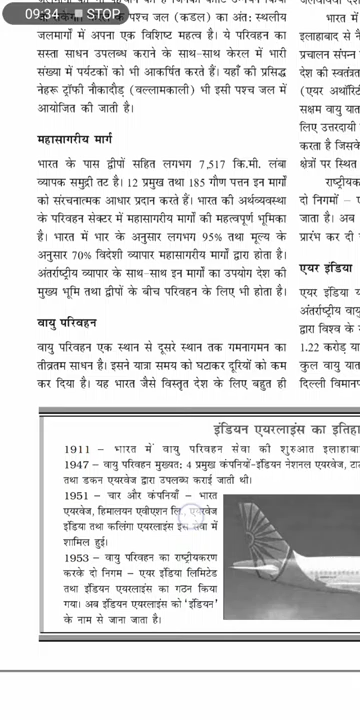 09:34 STOP
पश्च जल (कडल) का अंत: स्थलीय
जलमार्गों में अपना एक विशिष्ट महत्व है। ये परिवहन का
सस्ता साधन उपलब्ध कराने के साथ-साथ केरल में भारी
संख्या में पर्यटकों को भी आकर्षित करते हैं। यहाँ की प्रसिद्ध
नेहरू ट्रॉफी नौकादौड़ (वल्लामकाली) भी इसी पश्च जल में
आयोजित की जाती है।
महासागरीय मार्ग
भारत के पास द्वीपों सहित लगभग 7,517 कि.मी. लंबा
व्यापक समुद्री तट है। 12 प्रमुख तथा 185 गौण पत्तन इन मार्गों
को संरचनात्मक आधार प्रदान करते हैं। भारत की अर्थव्यवस्था
के परिवहन सेक्टर में महासागरीय मार्गों की महत्वपूर्ण भूमिका
है। भारत में भार के अनुसार लगभग 95% तथा मूल्य के
अनुसार 70% विदेशी व्यापार महासागरीय मार्गों द्वारा होता है।
अंतर्राष्ट्रीय व्यापार के साथ-साथ इन मार्गों का उपयोग देश की
मुख्य भूमि तथा द्वीपों के बीच परिवहन के लिए भी होता है।
वायु परिवहन
वायु परिवहन एक स्थान से दूसरे स्थान तक गमनागमन का
तीव्रतम साधन है। इसने यात्रा समय को घटाकर दूरियों को कम
कर दिया है। यह भारत जैसे विस्तृत देश के लिए बहुत ही
भारत में
इलाहाबाद से नै
प्रचालन संपन्न
देश की स्वतंत्र
(एयर अथॉरिटी
सक्षम वायु यात
लिए उत्तरदायी
करता है जिसके
क्षेत्रों पर स्थित
राष्ट्रीयक
दो निगमों – ए
जाता है। अब
प्रारंभ कर दी
एयर इंडिया
एयर इंडिया य
अंतर्राष्ट्रीय वायु
द्वारा विश्व के
1.22 करोड़ या
कुल वायु यात
दिल्ली विमानप
इंडियन एयरलाइंस का इतिहा
1911 – भारत में वायु परिवहन सेवा की शुरुआत इलाहाबा
1947 – वायु परिवहन मुख्यत: 4 प्रमुख कंपनियों-इंडियन नेशनल एयरवेज, टाट
तथा डकन एयरवेज द्वारा उपलब्ध कराई जाती थी।
1951 – चार और कंपनियाँ – भारत
एयरवेज, हिमालयन एवीएशन लि., एयरवेज
इंडिया तथा कलिंगा एयरलाइंस इस सेवा में
शामिल हुई।
1953 – वायु परिवहन का राष्ट्रीयकरण
करके दो निगम – एयर इंडिया लिमिटेड
तथा इंडियन एयरलाइंस का गठन किया
गया। अब इंडियन एयरलाइंस को 'इंडियन'
के नाम से जाना जाता है।